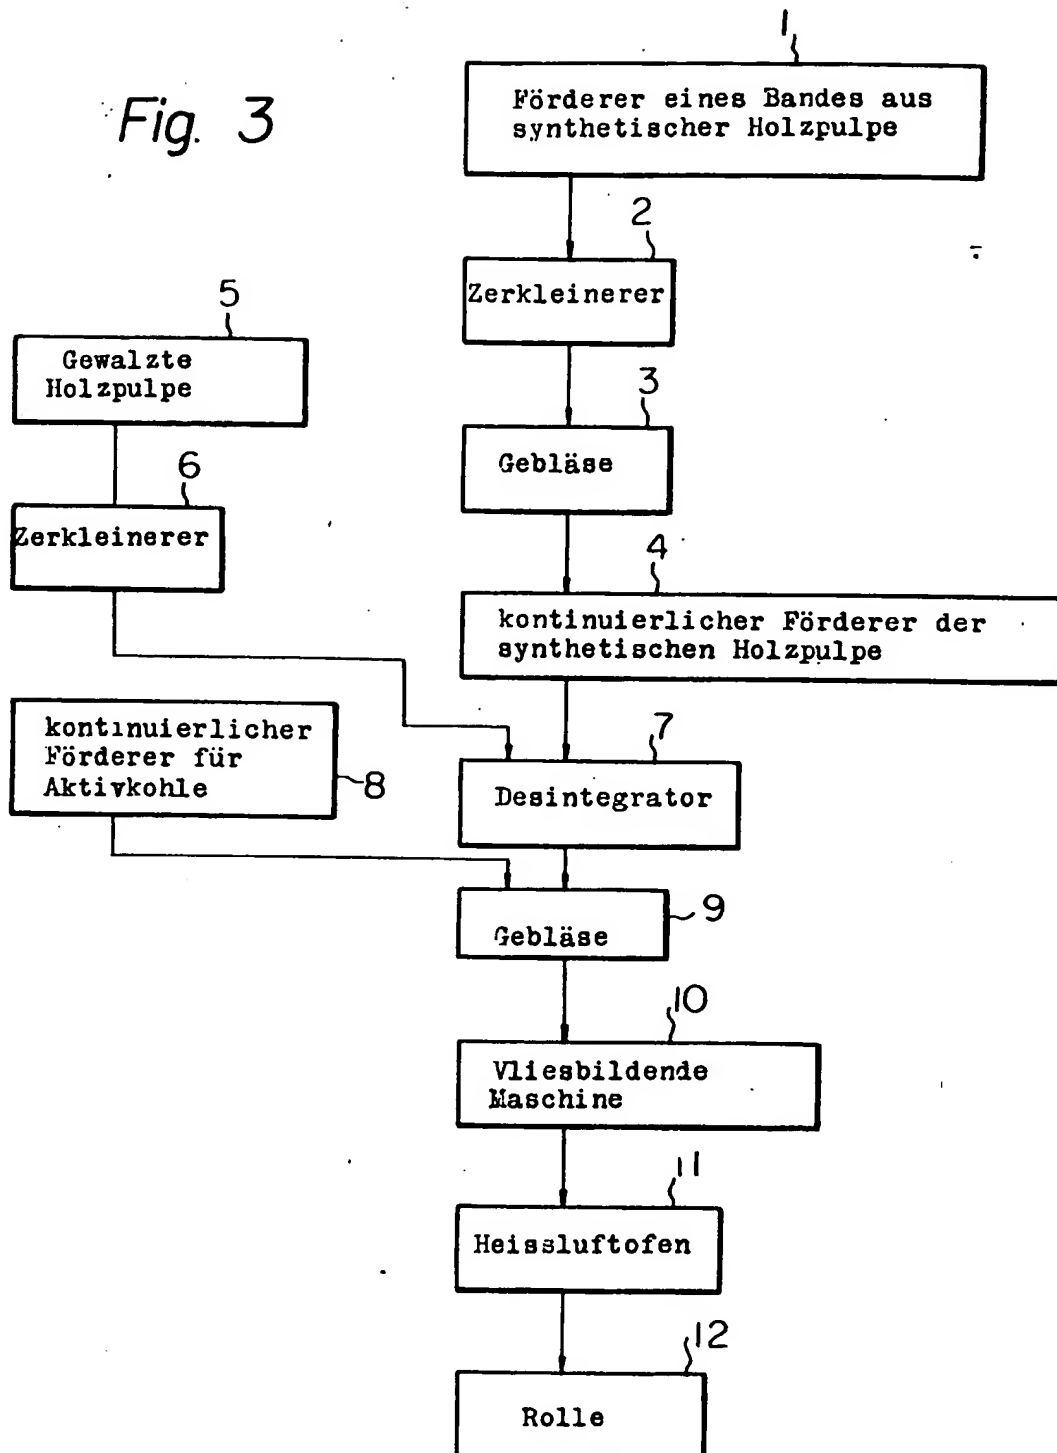 Fig. 3
1
Förderer eines Bandes aus
synthetischer Holzpulpe
2
Zerkleinerer
5
Gewalzte
Holzpulpe
3
Gebläse
6
Zerkleinerer
4
kontinuierlicher Förderer der
synthetischen Holzpulpe
kontinuierlicher
Förderer für
Aktivkohle
8
7
Desintegrator
9
Gebläse
10
Vliesbildende
Maschine
11
Heissluftofen
12
Rolle